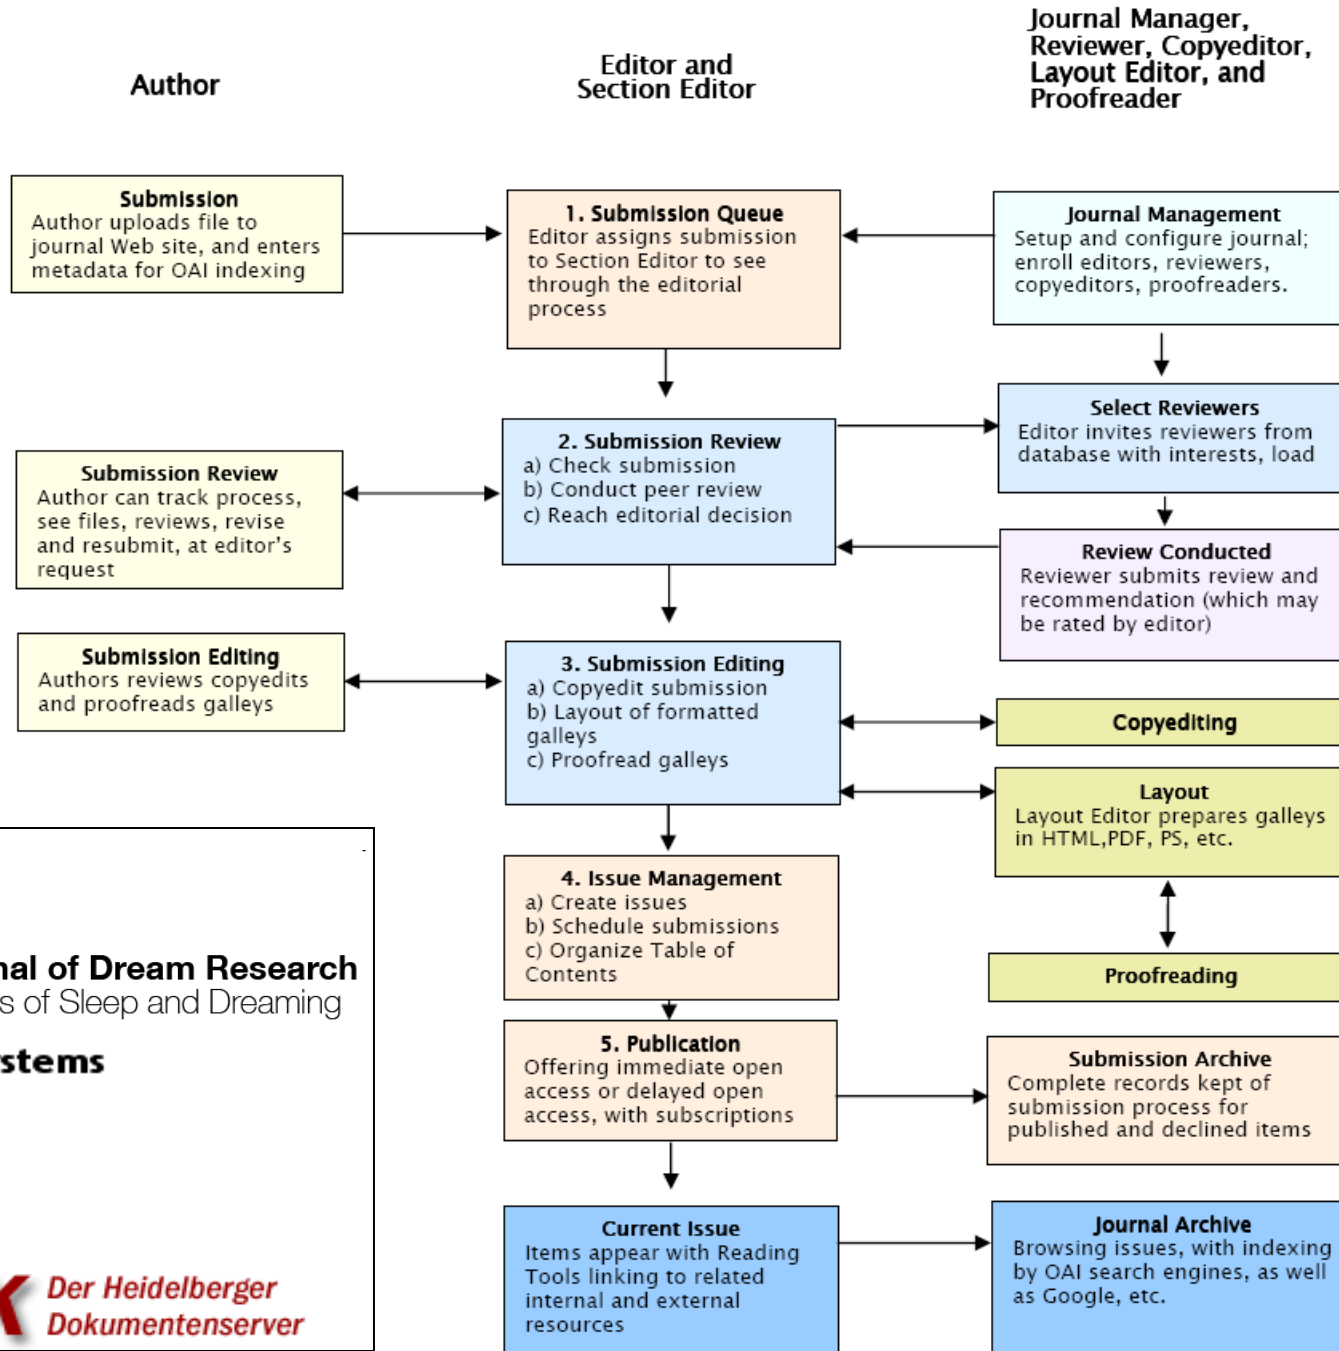 Author
Editor and
Section Editor
Journal Manager,
Reviewer, Copyeditor,
Layout Editor, and
Proofreader
Submission
Author uploads file to
journal Web site, and enters
metadata for OAI indexing
1. Submission Queue
Editor assigns submission
to Section Editor to see
through the editorial
process
Journal Management
Setup and configure journal;
enroll editors, reviewers,
copyeditors, proofreaders.
Select Reviewers
Editor invites reviewers from
database with interests, load
2. Submission Review
a) Check submission
b) Conduct peer review
c) Reach editorial decision
Submission Review
Author can track process,
see files, reviews, revise
and resubmit, at editor's
request
Review Conducted
Reviewer submits review and
recommendation (which may
be rated by editor)
Submission Editing
Authors reviews copyedits
and proofreads galleys
3. Submission Editing
a) Copyedit submission
b) Layout of formatted
galleys
c) Proofread galleys
Copyediting
Layout
Layout Editor prepares galleys
in HTML,PDF, PS, etc.
4. Issue Management
a) Create issues
b) Schedule submissions
c) Organize Table of
Contents
Proofreading
5. Publication
Offering immediate open
access or delayed open
access, with subscriptions
Submission Archive
Complete records kept of
submission process for
published and declined items
Current Issue
Items appear with Reading
Tools linking to related
internal and external
resources
Journal Archive
Browsing issues, with indexing
by OAI search engines, as well
as Google, etc.
nal of Dream Research
s of Sleep and Dreaming
stems
K Der Heidelberger
Dokumentenserver